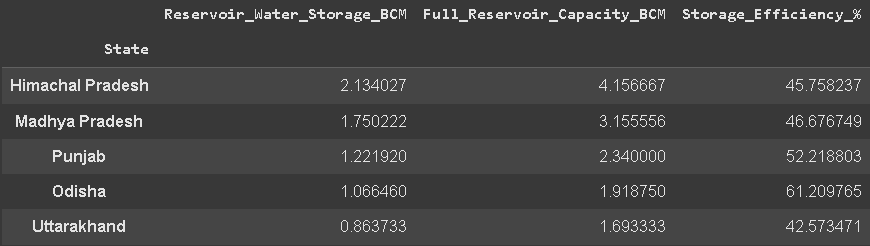 Reservoir_Water_Storage_BCM Full_Reservoir_Capacity_BCM Storage_Efficiency_%
State
Himachal Pradesh 2.134027 4.156667 45.758237
Madhya Pradesh 1.750222 3.155556 46.676749
Punjab 1.221920 2.340000 52.218803
Odisha 1.066460 1.918750 61.209765
Uttarakhand 0.863733 1.693333 42.573471